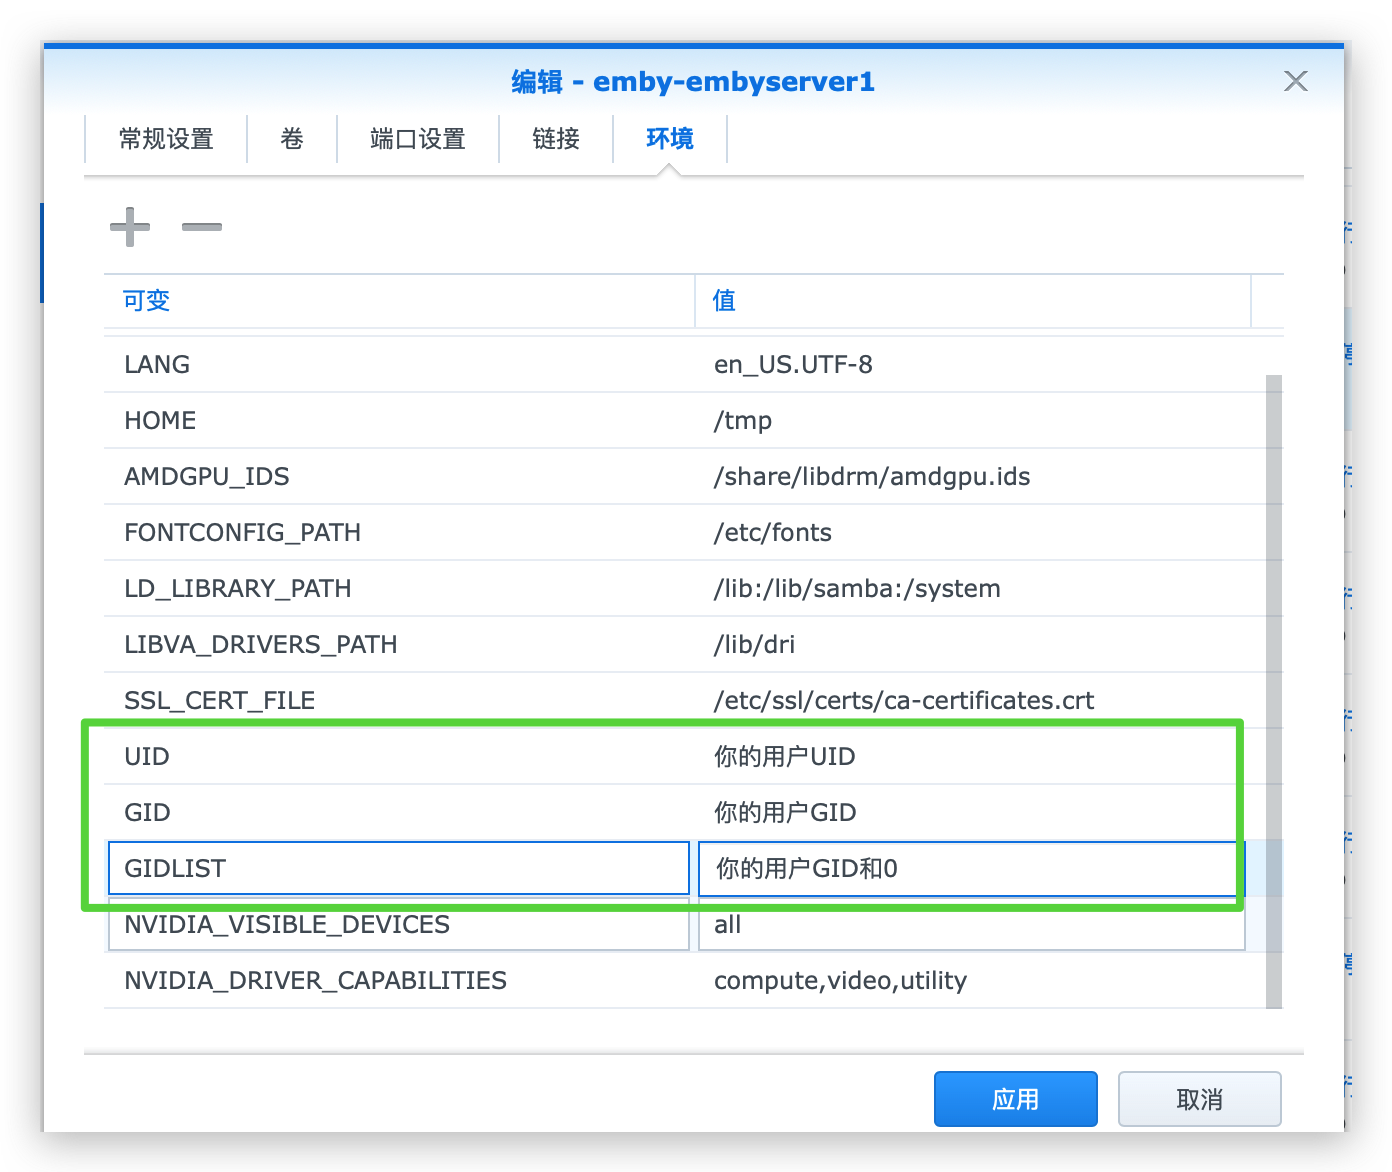 编辑 - emby-embyserver1
常规设置 卷 端口设置 链接 环境
可变 值
LANG en_US.UTF-8
HOME /tmp
AMDGPU_IDS /share/libdrm/amdgpu.ids
FONTCONFIG_PATH /etc/fonts
LD_LIBRARY_PATH /lib:/lib/samba:/system
LIBVA_DRIVERS_PATH /lib/dri
SSL_CERT_FILE /etc/ssl/certs/ca-certificates.crt
UID 你的用户UID
GID 你的用户GID
GIDLIST 你的用户GID和0
NVIDIA_VISIBLE_DEVICES all
NVIDIA_DRIVER_CAPABILITIES compute,video,utility
应用 取消